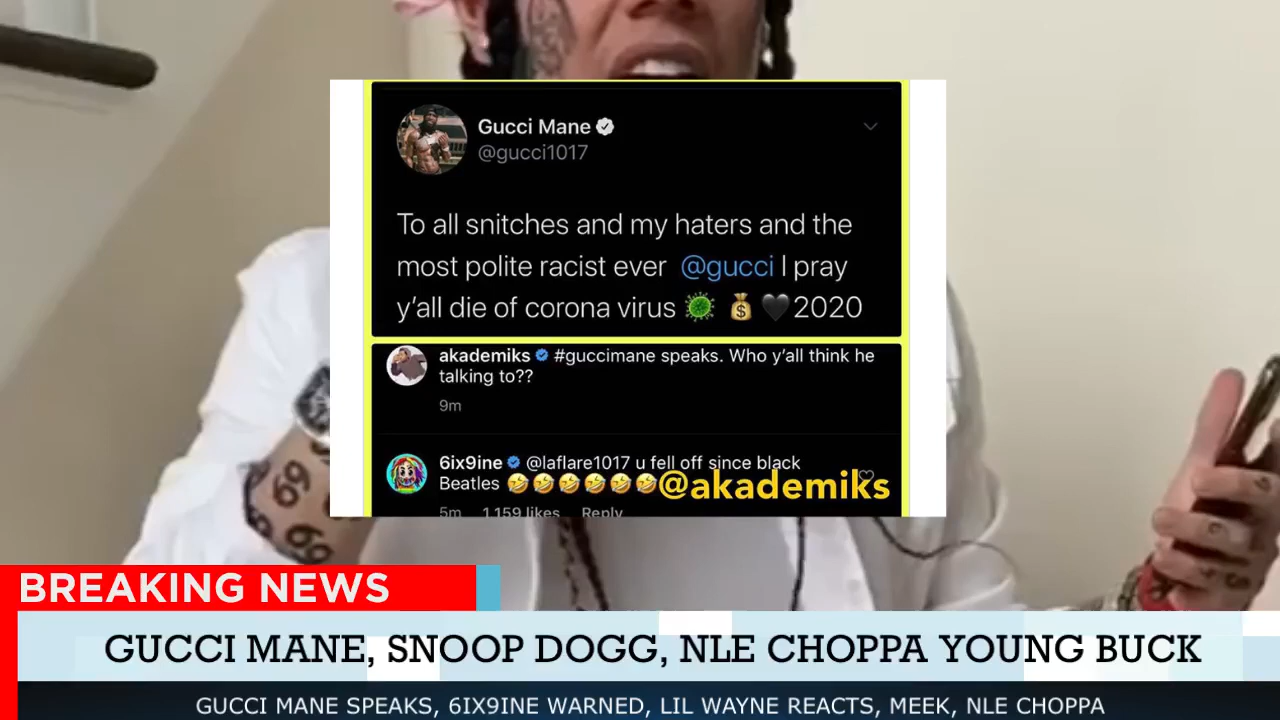 Gucci Mane
@gucci1017
To all snitches and my haters and the
most polite racist ever @gucci I pray
y'all die of corona virus 🦠 💰 🖤 2020
akademiks #guccimane speaks. Who y'all think he
talking to??
9m
6ix9ine @laflare1017 u fell off since black
Beatles 🤣🤣🤣🤣🤣🤣
@akademiks
5m 1,159 likes Reply
69
69
BREAKING NEWS
GUCCI MANE, SNOOP DOGG, NLE CHOPPA YOUNG BUCK
GUCCI MANE SPEAKS, 6IX9INE WARNED, LIL WAYNE REACTS, MEEK, NLE CHOPPA